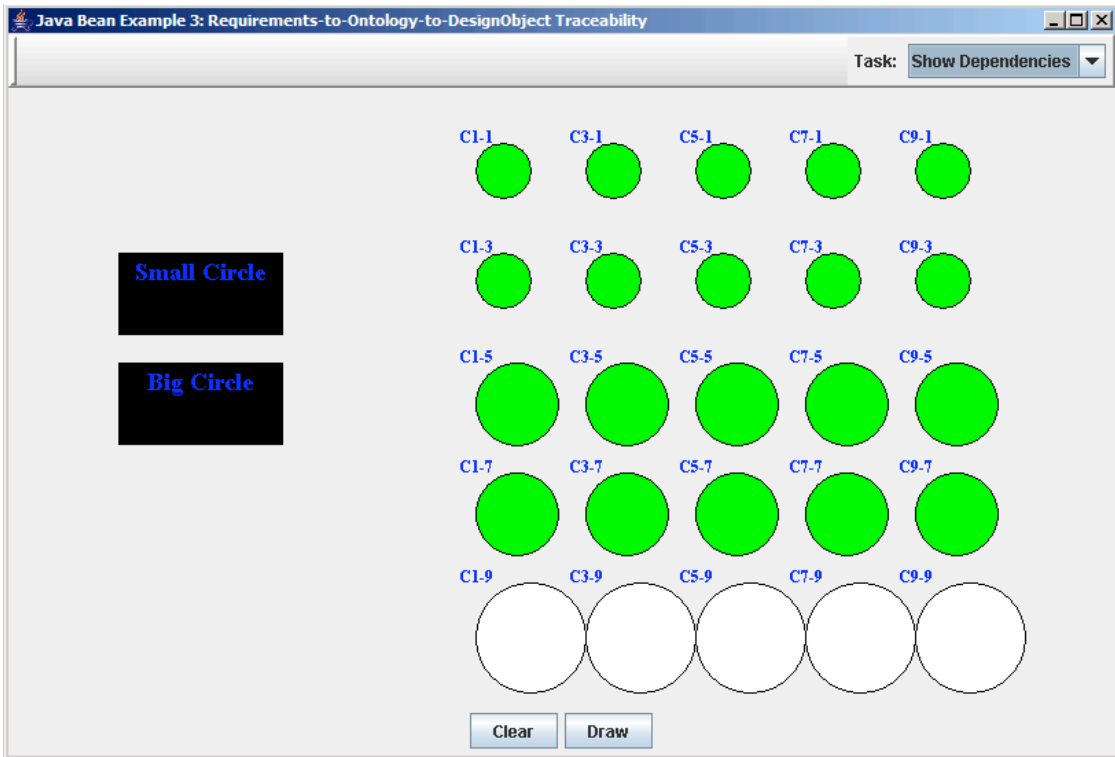 Java Bean Example 3: Requirements-to-Ontology-to-DesignObject Traceability
Task: Show Dependencies
C1-1 C3-1 C5-1 C7-1 C9-1
C1-3 C3-3 C5-3 C7-3 C9-3
Small Circle
C1-5 C3-5 C5-5 C7-5 C9-5
Big Circle
C1-7 C3-7 C5-7 C7-7 C9-7
C1-9 C3-9 C5-9 C7-9 C9-9
Clear Draw